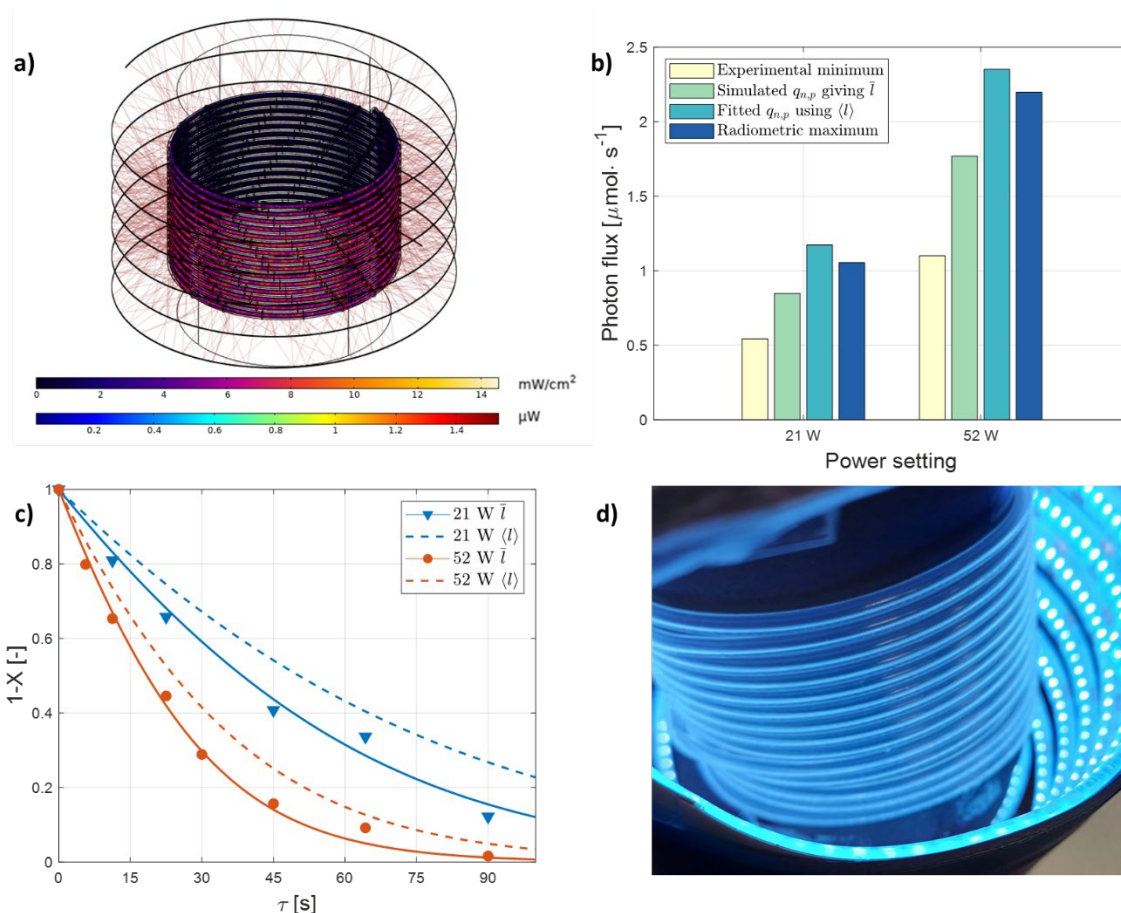 a)
0 2 4 6 8 10 12 14
mW/cm²
0.2 0.4 0.6 0.8 1 1.2 1.4
µW
b)
2.5
2
1.5
1
0.5
0
Photon flux [µmol· s⁻¹]
Experimental minimum
Simulated qₙ,ₚ giving l̄
Fitted qₙ,ₚ using ⟨l⟩
Radiometric maximum
21 W 52 W
Power setting
c)
1
0.8
0.6
0.4
0.2
0
1-X [-]
21 W l̄
21 W ⟨l⟩
52 W l̄
52 W ⟨l⟩
0 15 30 45 60 75 90
τ [s]
d)